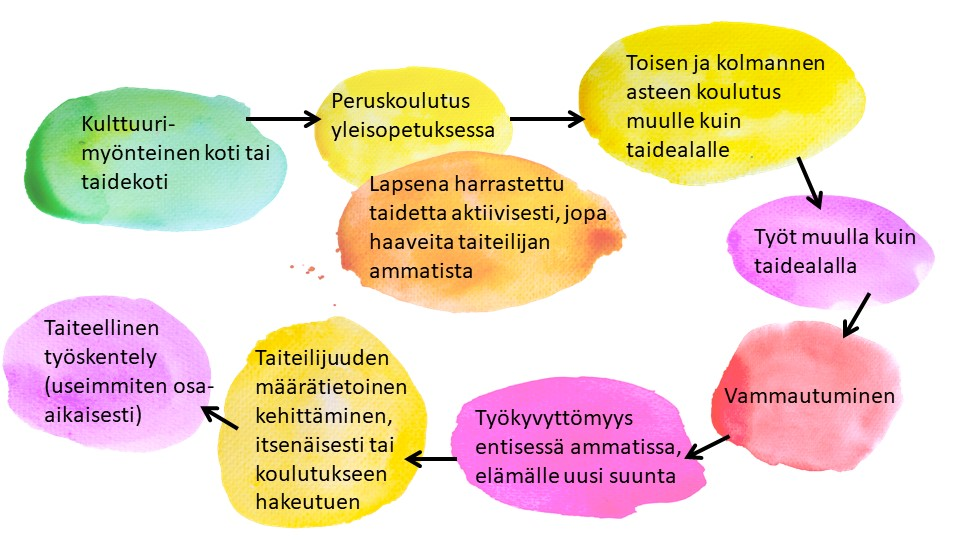 Kulttuuri-
myönteinen koti tai
taidekoti
Peruskoulutus
yleisopetuksessa
Lapsena harrastettu
taidetta aktiivisesti, jopa
haaveita taiteilijan
ammatista
Toisen ja kolmannen
asteen koulutus
muulle kuin
taidealalle
Työt muulla kuin
taidealalla
Vammautuminen
Työkyvyttömyys
entisessä ammatissa,
elämälle uusi suunta
Taiteilijuuden
määrätietoinen
kehittäminen,
itsenäisesti tai
koulutukseen
hakeutuen
Taiteellinen
työskentely
(useimmiten osa-
aikaisesti)